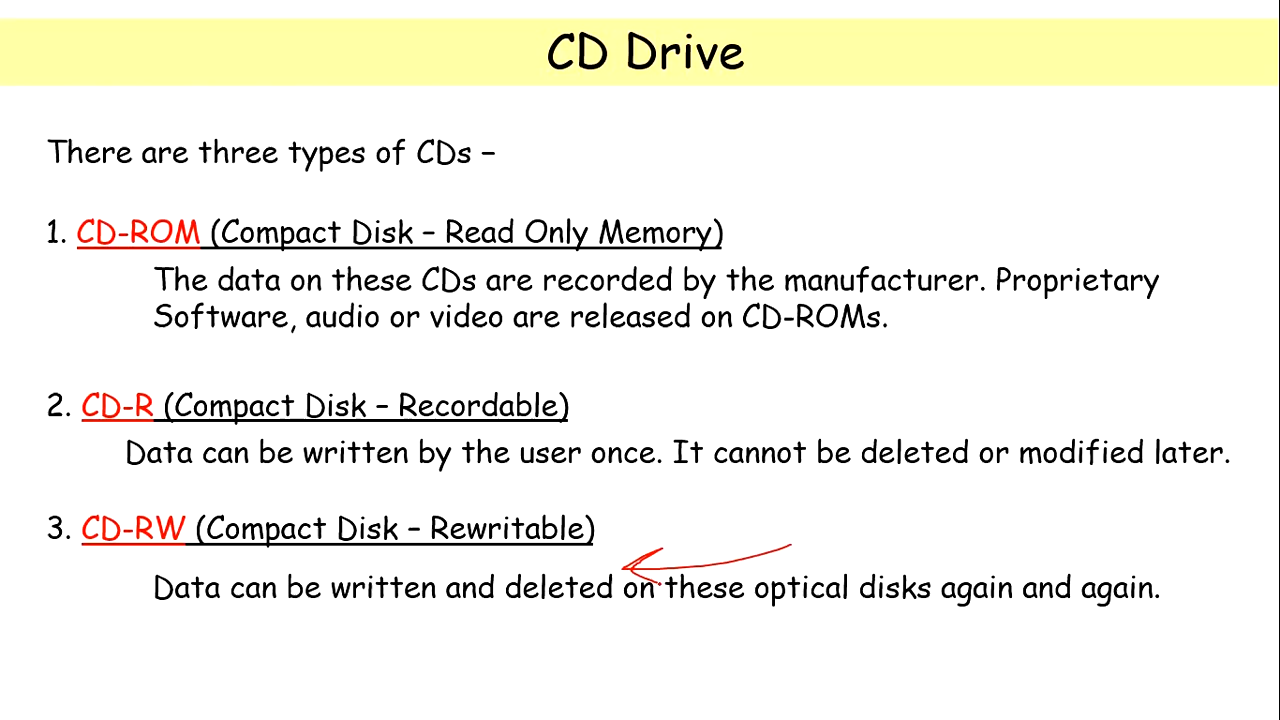 CD Drive
There are three types of CDs –
1. CD-ROM (Compact Disk – Read Only Memory)
The data on these CDs are recorded by the manufacturer. Proprietary
Software, audio or video are released on CD-ROMs.
2. CD-R (Compact Disk – Recordable)
Data can be written by the user once. It cannot be deleted or modified later.
3. CD-RW (Compact Disk – Rewritable)
Data can be written and deleted on these optical disks again and again.